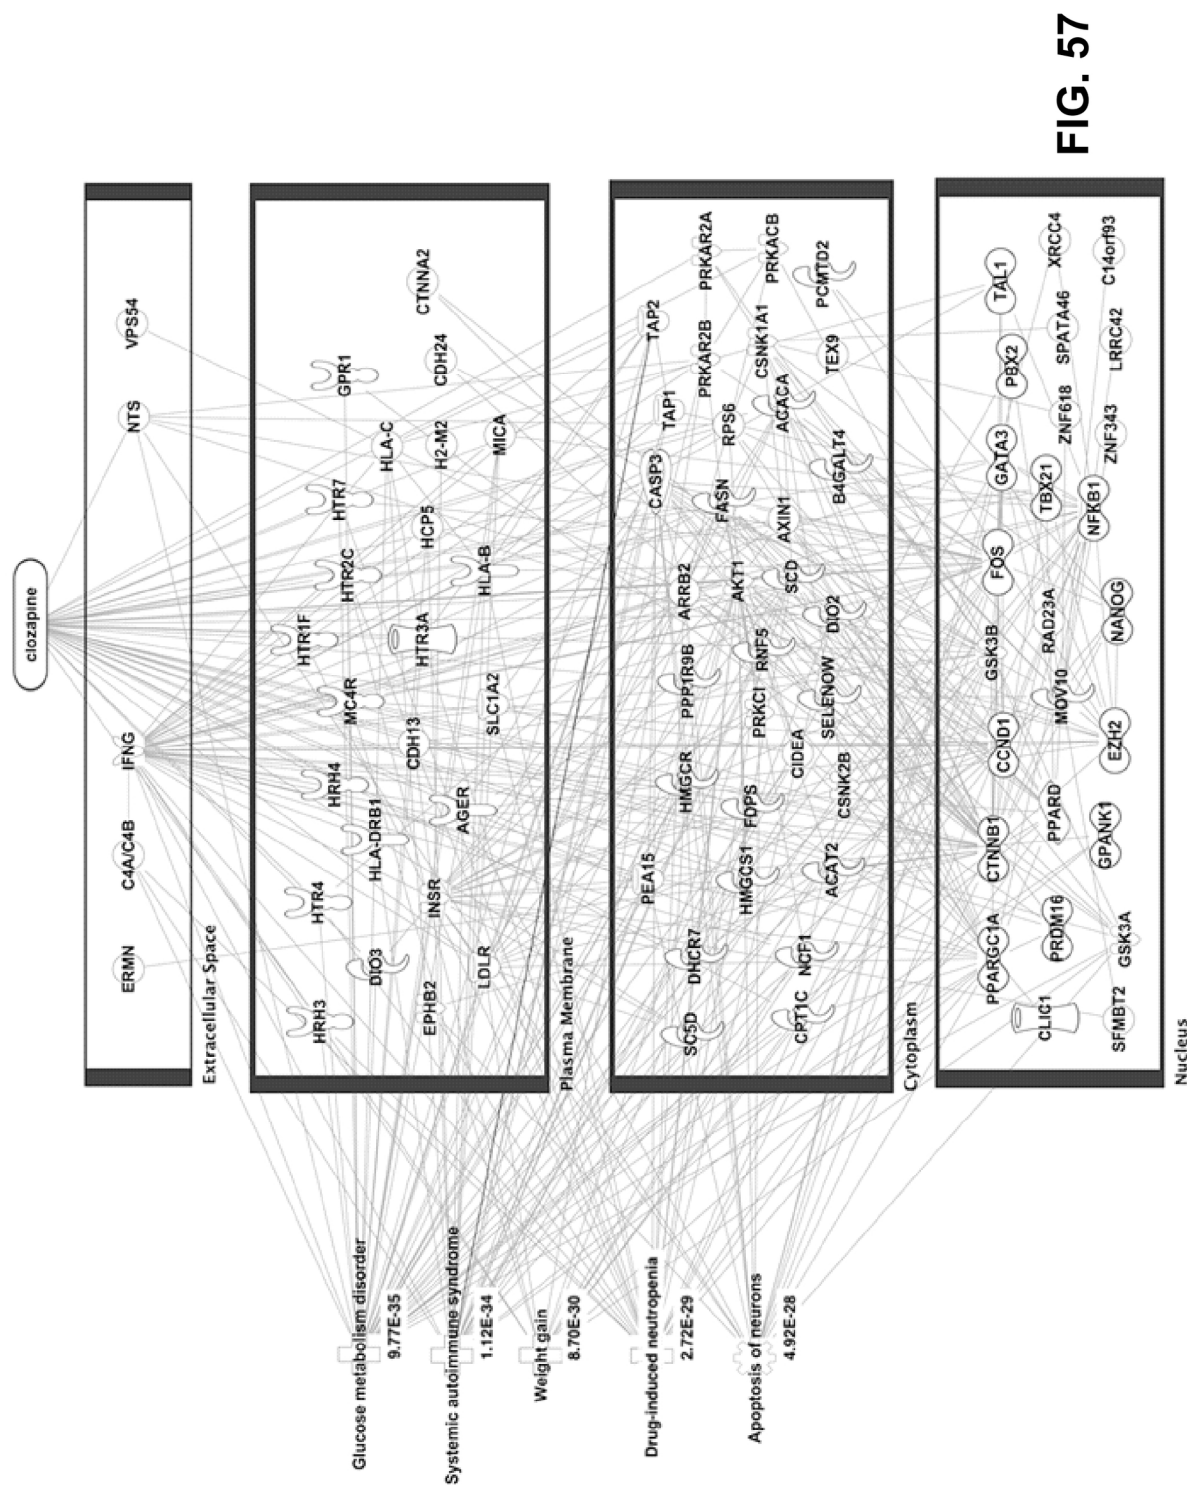 clozapine
ERMN
C4A/C4B
IFNG
NTS
VPS54
Extracellular Space
HRH3
HTR4
HRH4
HTR1F
MC4R
HTR2C
HTR7
GPR1
DIO3
HLA-DRB1
CDH13
HTR3A
HLA-C
CTNNA2
EPHB2
INSR
HCP5
H2-M2
CDH24
LDLR
AGER
SLC1A2
HLA-B
MICA
Plasma Membrane
PEA15
CASP3
TAP1
TAP2
SC5D
DHCR7
HMGCR
PPP1R9B
ARRB2
FASN
RPS6
PRKAR2B
PRKAR2A
HMGCS1
FDPS
PRKCI
RNF5
AKT1
SCD
AXIN1
ACACA
CSNK1A1
PRKACB
CPT1C
NCF1
ACAT2
CIDEA
CSNK2B
SELENOW
DIO2
B4GALT4
TEX9
PCMTD2
Cytoplasm
PPARGC1A
CTNNB1
CCND1
GSK3B
FOS
GATA3
PBX2
TAL1
CLIC1
PRDM16
PPARD
MOV10
RAD23A
TBX21
ZNF618
SPATA46
XRCC4
SFMBT2
GSK3A
GPANK1
EZH2
NANOG
NFKB1
ZNF343
LRRC42
C14orf93
Nucleus
Glucose metabolism disorder
9.77E-35
Systemic autoimmune syndrome
1.12E-34
Weight gain
8.70E-30
Drug-induced neutropenia
2.72E-29
Apoptosis of neurons
4.92E-28
FIG. 57